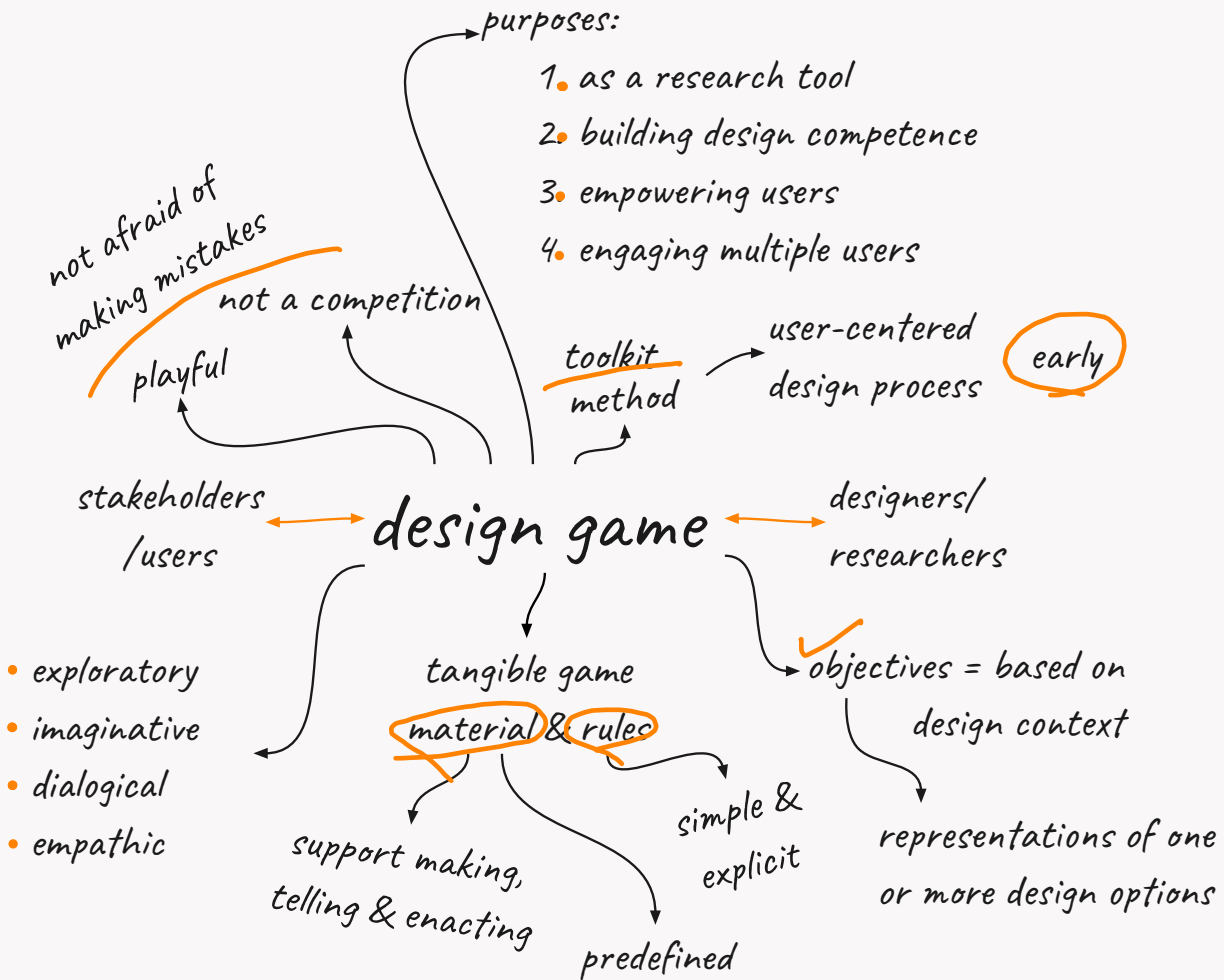 purposes:
1. as a research tool
2. building design competence
3. empowering users
4. engaging multiple users
not afraid of
making mistakes
not a competition
playful
toolkit
method
user-centered
design process
early
stakeholders
/users
design game
designers/
researchers
exploratory
imaginative
dialogical
empathic
tangible game
material & rules
support making,
telling & enacting
predefined
simple &
explicit
objectives = based on
design context
representations of one
or more design options